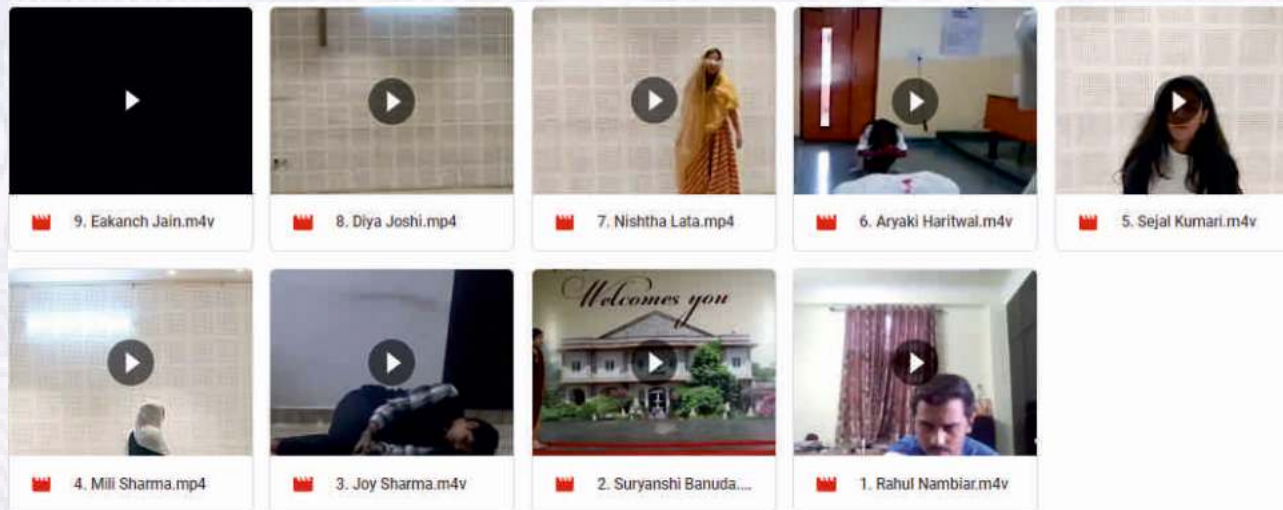 9. Eakanch Jain.m4v
8. Diya Joshi.mp4
7. Nishtha Lata.mp4
6. Aryaki Haritwal.m4v
5. Sejal Kumari.m4v
Welcomes you
4. Mili Sharma.mp4
3. Joy Sharma.m4v
2. Suryanshi Banuda....
1. Rahul Nambiar.m4v